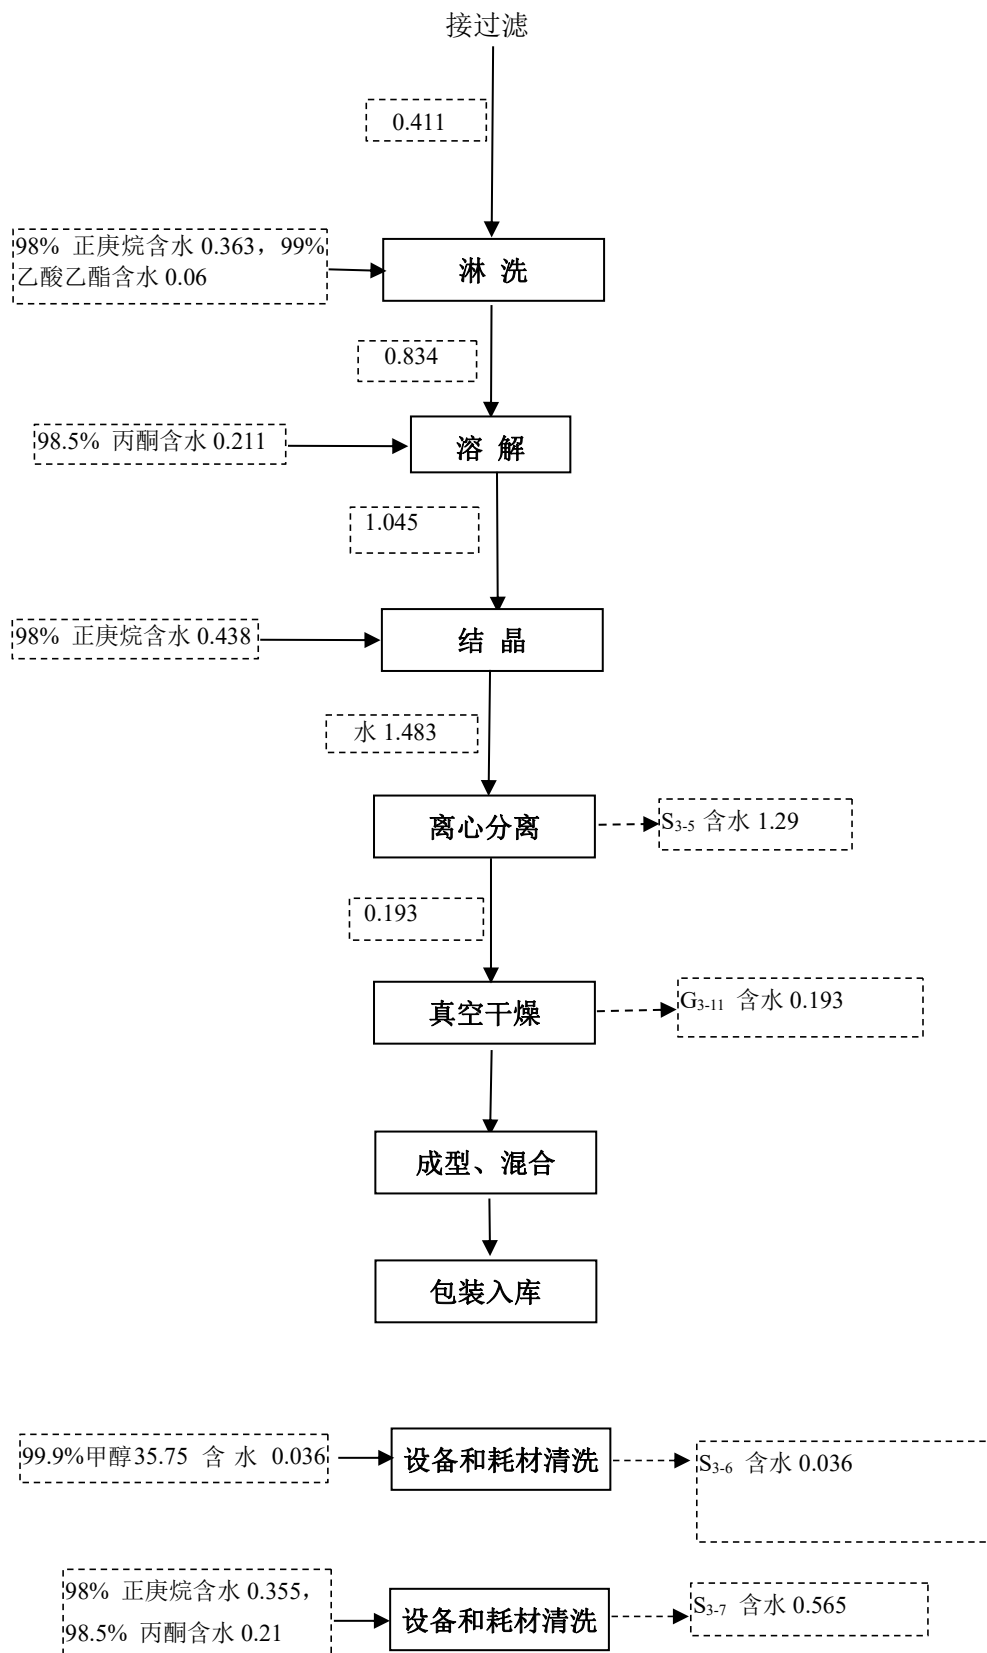 接过滤
0.411
98% 正庚烷含水 0.363，99%
乙酸乙酯含水 0.06
淋 洗
0.834
98.5% 丙酮含水 0.211
溶 解
1.045
98% 正庚烷含水 0.438
结 晶
水 1.483
离心分离
S3-5 含水 1.29
0.193
真空干燥
G3-11 含水 0.193
成型、混合
包装入库
99.9%甲醇 35.75 含 水 0.036
设备和耗材清洗
S3-6 含水 0.036
98% 正庚烷含水 0.355，
98.5% 丙酮含水 0.21
设备和耗材清洗
S3-7 含水 0.565